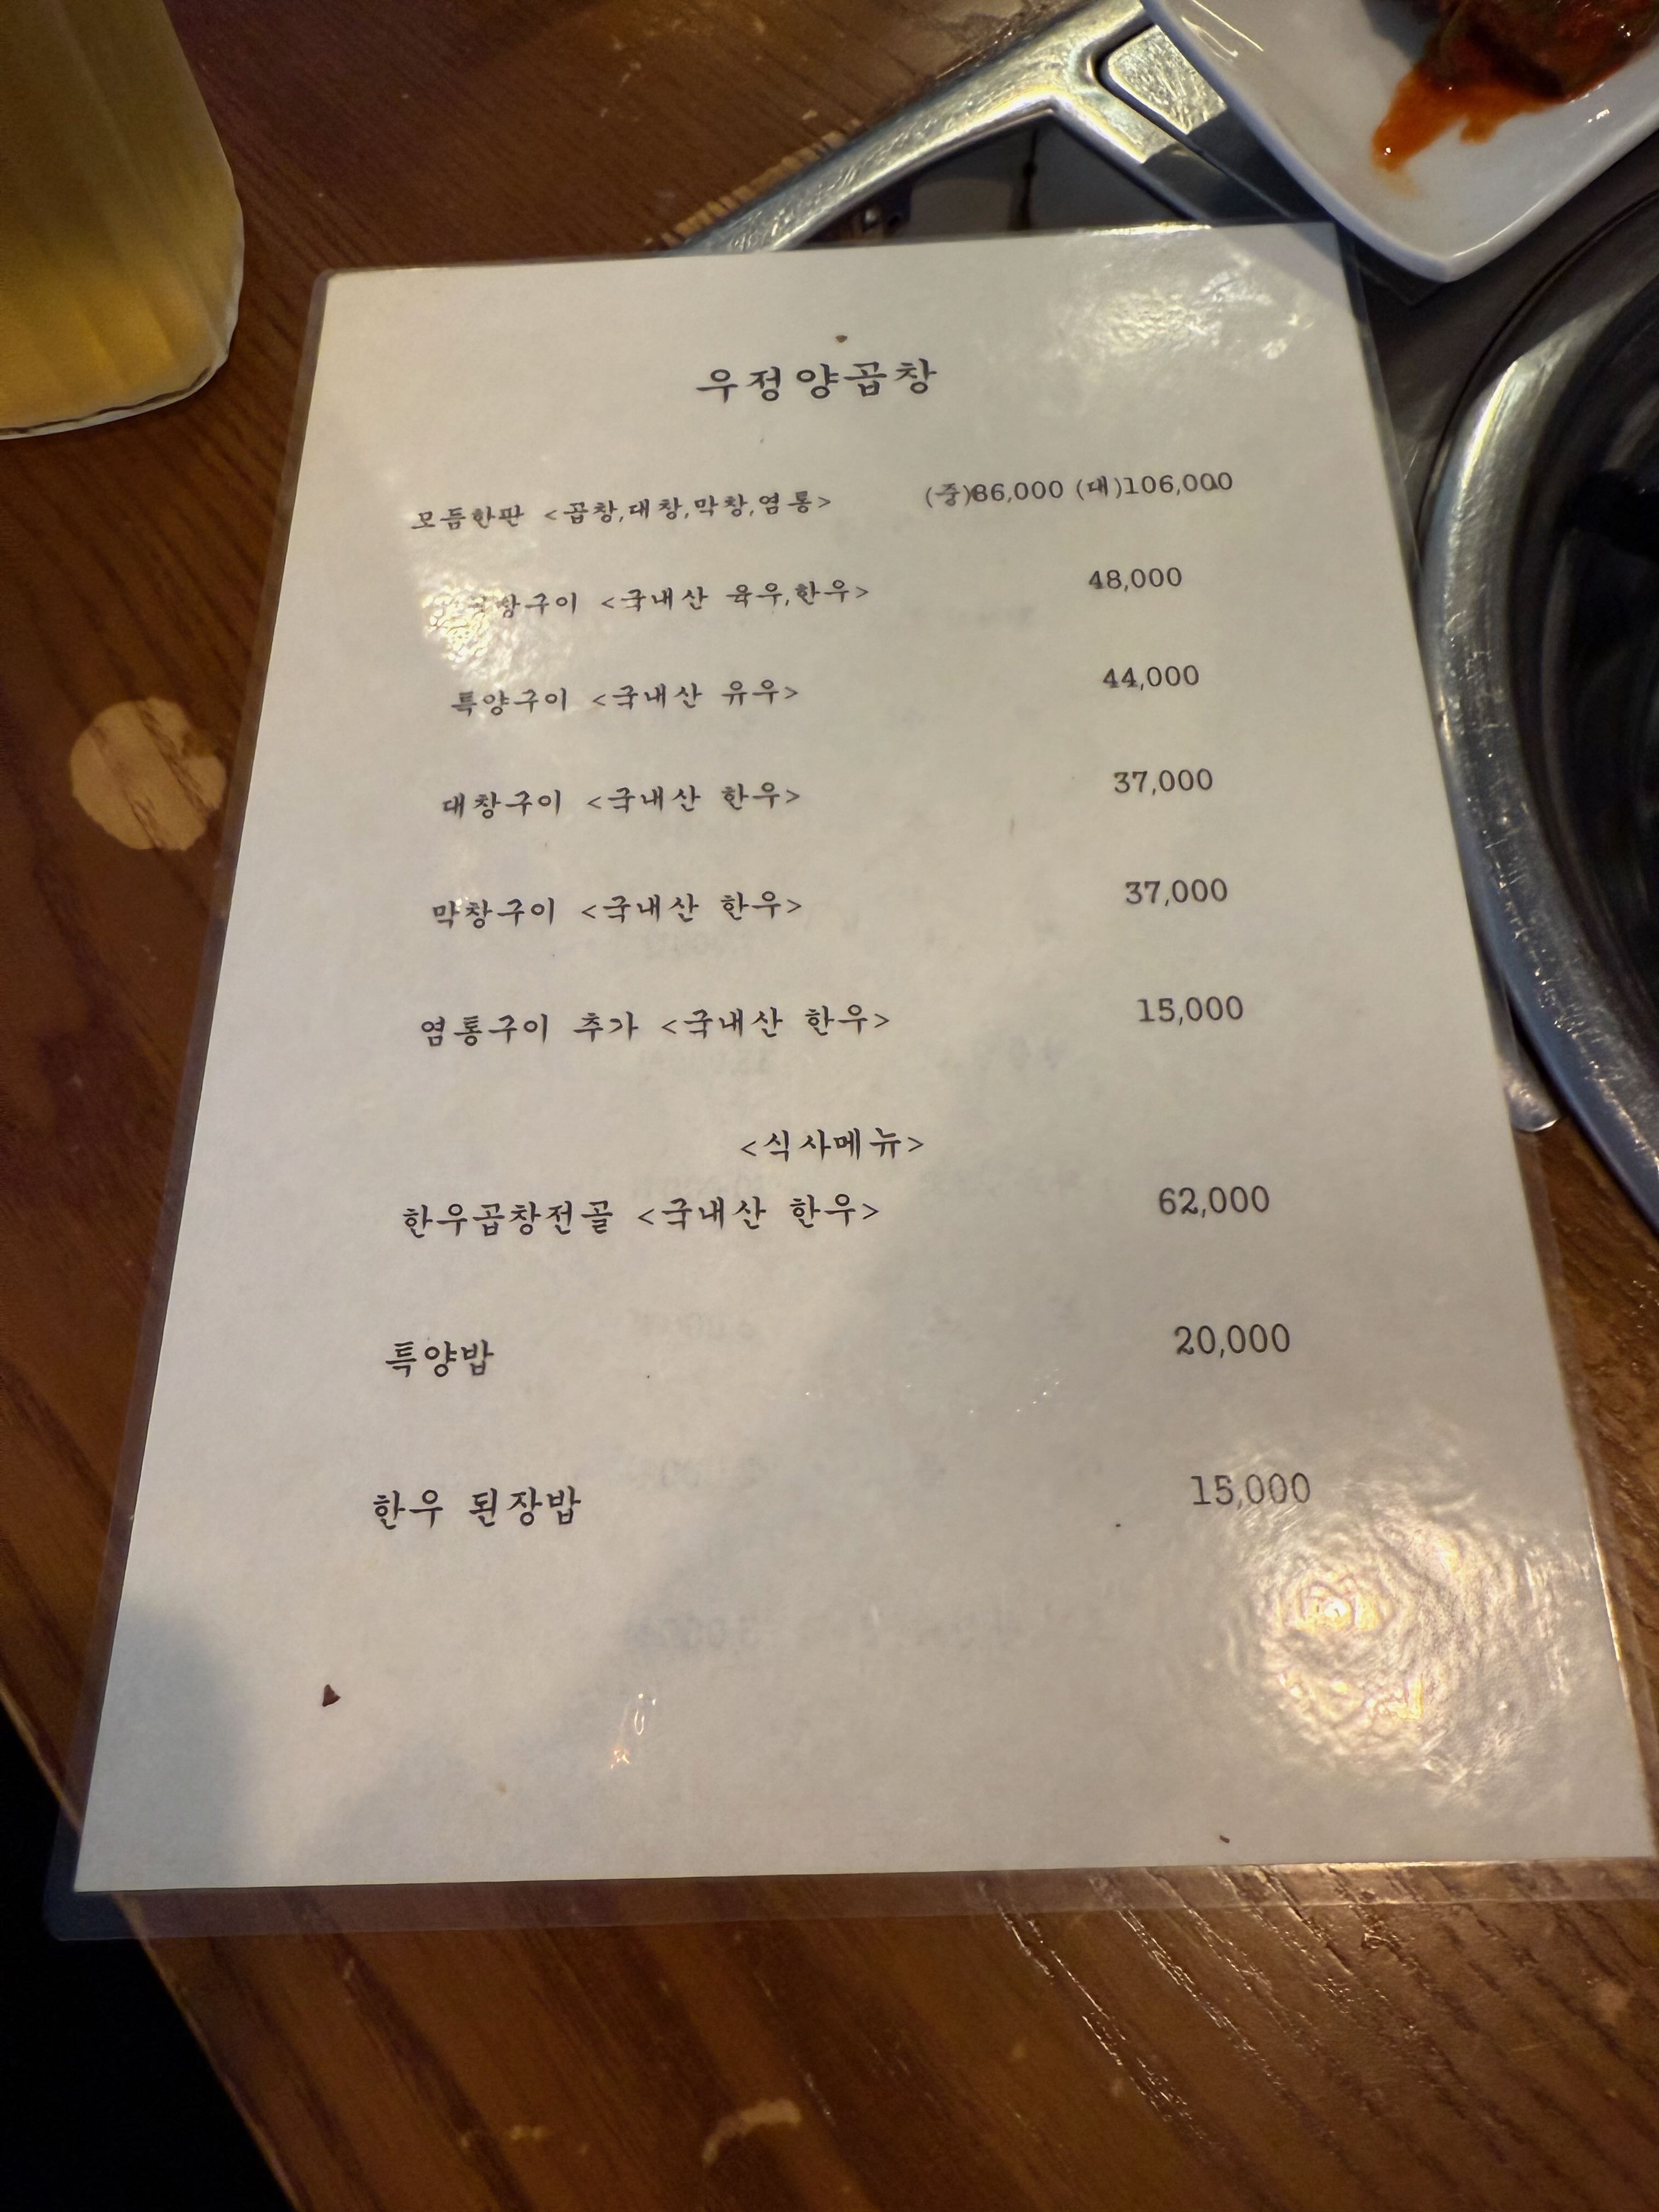 우정양곱창
모듬한판 <곱창,대창,막창,염통> (중)86,000 (대)106,000
<국내산 육우,한우> 48,000
특양구이 <국내산 유우> 44,000
대창구이 <국내산 한우> 37,000
막창구이 <국내산 한우> 37,000
염통구이 추가 <국내산 한우> 15,000
<식사메뉴>
한우곱창전골 <국내산 한우> 62,000
특양밥 20,000
한우 된장밥 15,000